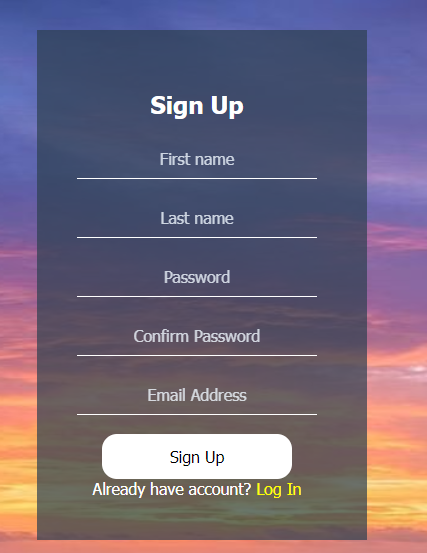 Sign Up
First name
Last name
Password
Confirm Password
Email Address
Sign Up
Already have account? Log In